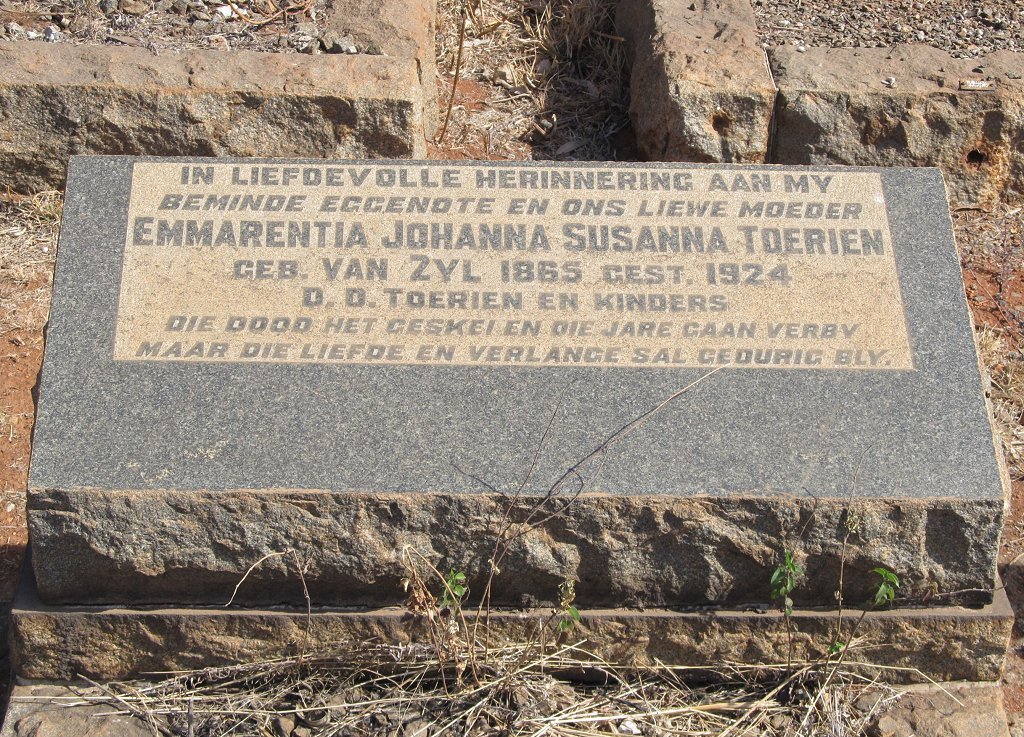 IN LIEFDEVOLLE HERINNERING AAN MY
BEMINDE EGGENOTE EN ONS LIEWE MOEDER
EMMARENTIA JOHANNA SUSANNA TOERIEN
GEB. VAN ZYL 1865 GEST. 1924
D. D. TOERIEN EN KINDERS
DIE DOOD HET GESKEI EN DIE JARE GAAN VERBY
MAAR DIE LIEFDE EN VERLANGE SAL GEDURIG BLY.